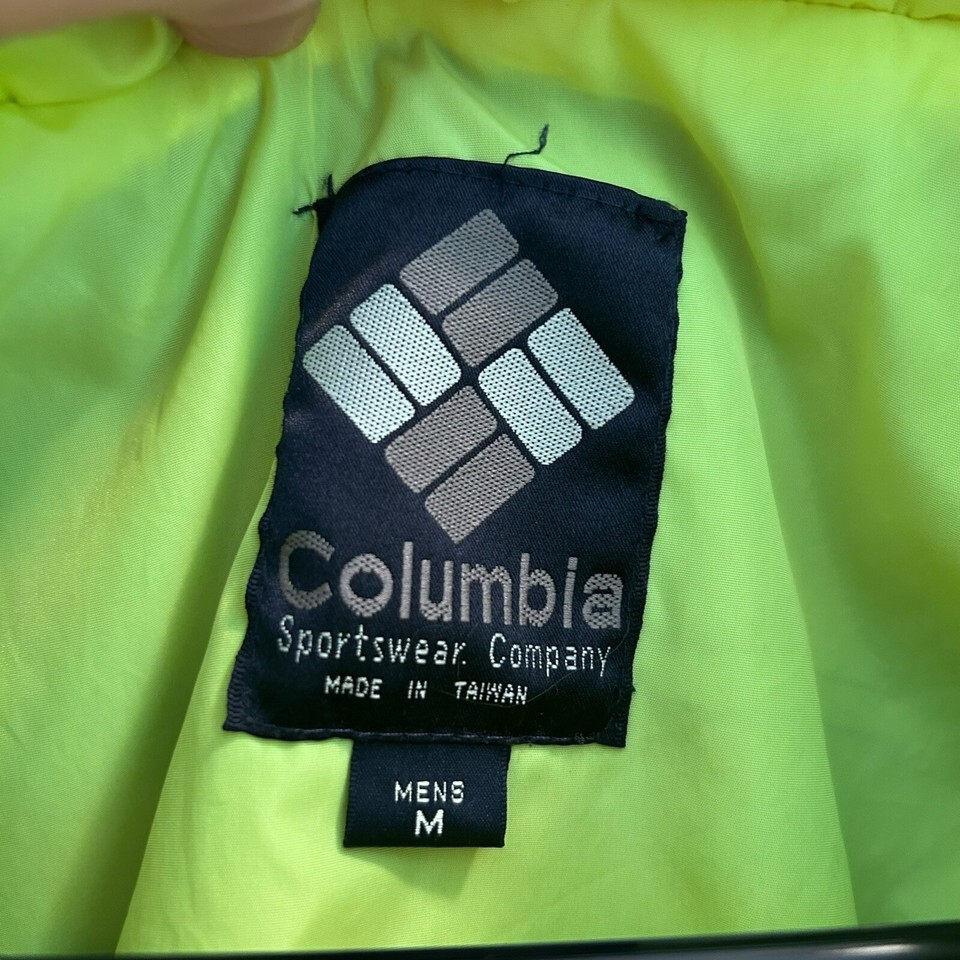 Columbia
Sportswear. Company
MADE IN TAIWAN
MENS
M